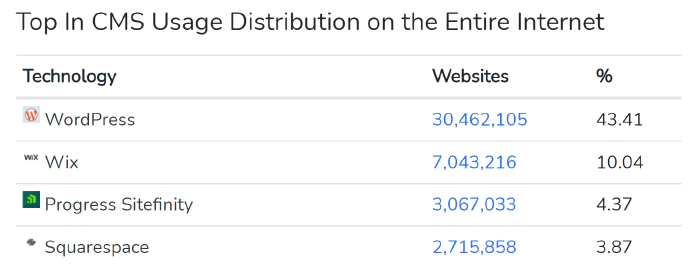 Top In CMS Usage Distribution on the Entire Internet
Technology Websites %
WordPress 30,462,105 43.41
WiX Wix 7,043,216 10.04
Progress Sitefinity 3,067,033 4.37
Squarespace 2,715,858 3.87